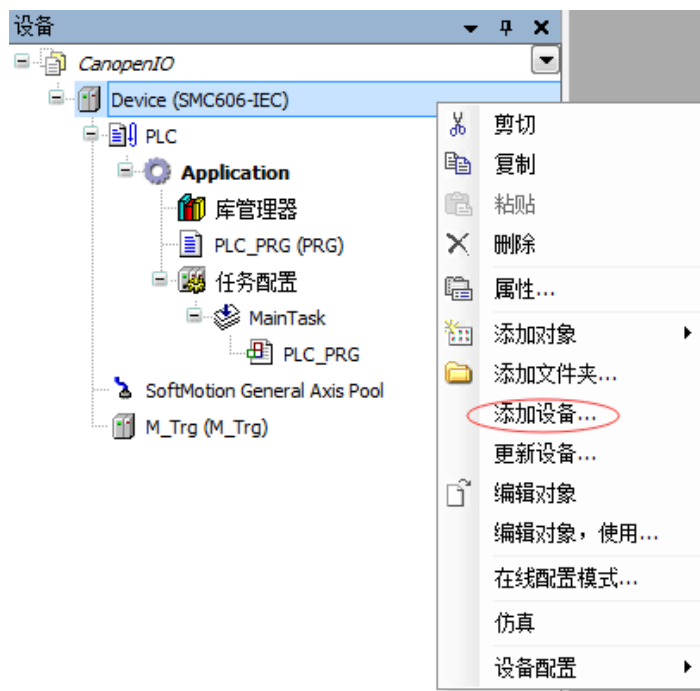 设备
CanopenIO
Device (SMC606-IEC)
PLC
Application
库管理器
PLC_PRG (PRG)
任务配置
MainTask
PLC_PRG
SoftMotion General Axis Pool
M_Trg (M_Trg)
剪切
复制
粘贴
删除
属性...
添加对象
添加文件夹...
添加设备...
更新设备...
编辑对象
编辑对象，使用...
在线配置模式...
仿真
设备配置